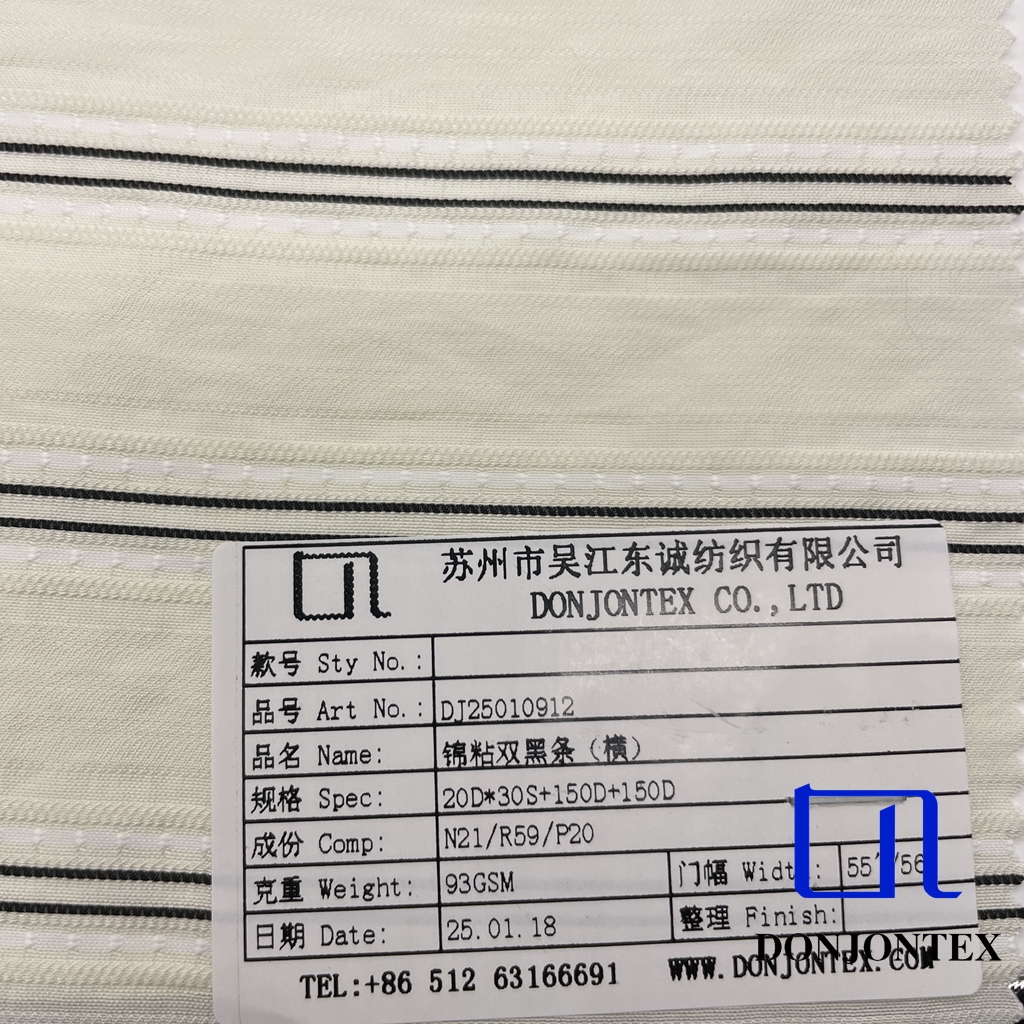 苏州市吴江东诚纺织有限公司
DONJONTEX CO.,LTD
款号 Sty No.:
品号 Art No.: DJ25010912
品名 Name: 锦粘双黑条（横）
规格 Spec: 20D*30S+150D+150D
成份 Comp: N21/R59/P20
克重 Weight: 93GSM 门幅 Width: 55"/56
日期 Date: 25.01.18 整理 Finish:
TEL:+86 512 63166691 WWW.DONJONTEX.COM
DONJONTEX